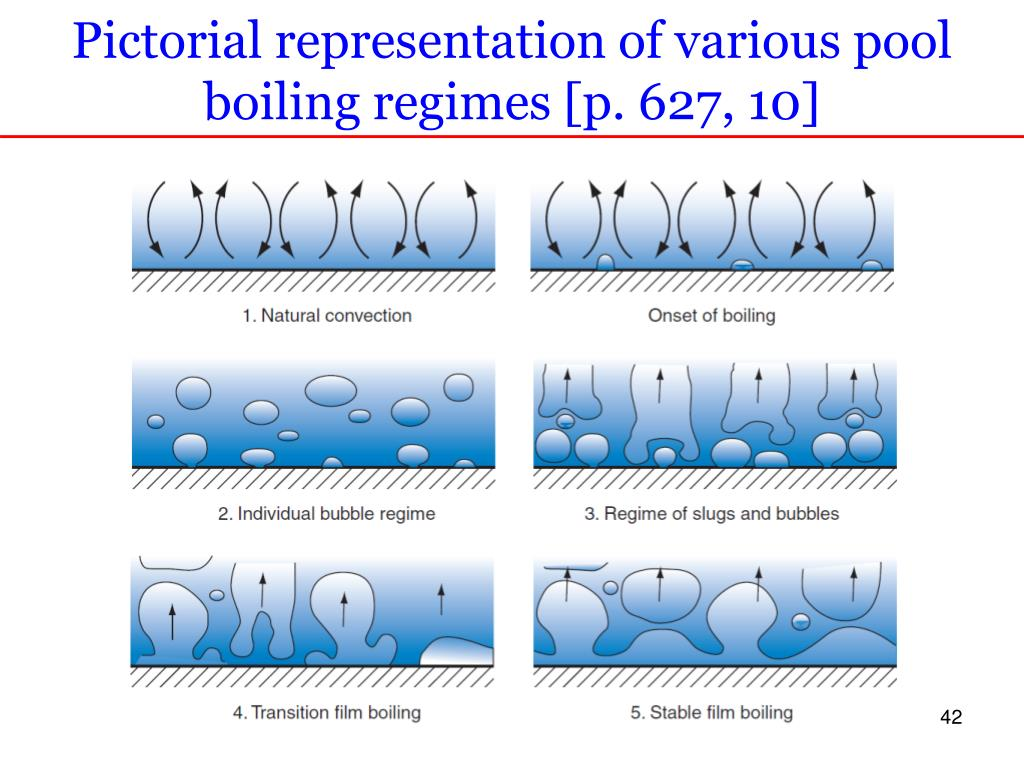 Pictorial representation of various pool
boiling regimes [p. 627, 10]
1. Natural convection
Onset of boiling
2. Individual bubble regime
3. Regime of slugs and bubbles
4. Transition film boiling
5. Stable film boiling
42